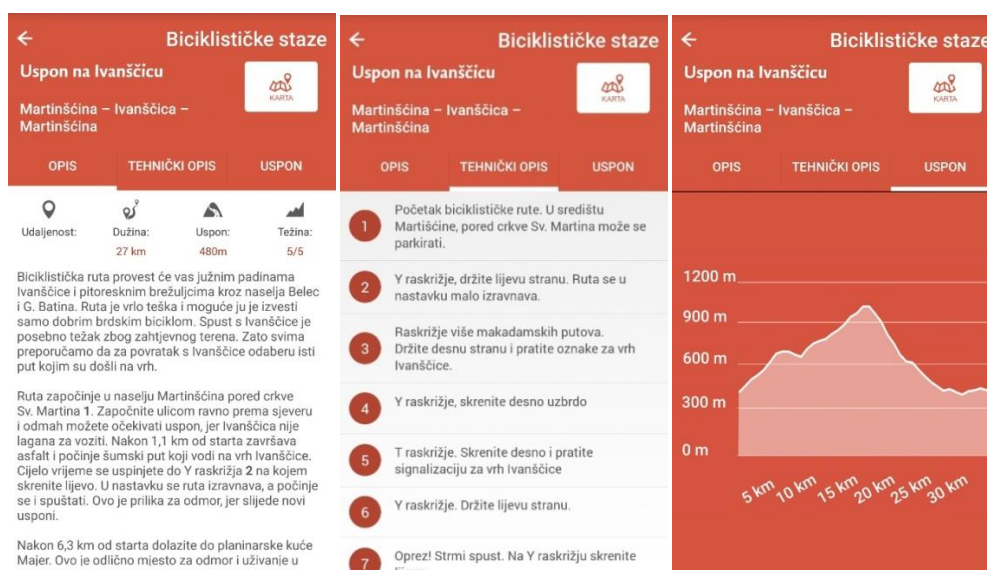 Biciklističke staze
Uspon na Ivanščicu
KARTA
Martinšćina – Ivanščica –
Martinšćina
OPIS
TEHNIČKI OPIS
USPON
Udaljenost:
Dužina:
Uspon:
Težina:
27 km
480m
5/5
Biciklistička ruta provest će vas južnim padinama
Ivanščice i pitoresknim brežuljcima kroz naselja Belec
i G. Batina. Ruta je vrlo teška i moguće ju je izvesti
samo dobrim brdskim biciklom. Spust s Ivanščice je
posebno težak zbog zahtjevnog terena. Zato svima
preporučamo da za povratak s Ivanščice odaberu isti
put kojim su došli na vrh.
Ruta započinje u naselju Martinšćina pored crkve
Sv. Martina 1. Započnite ulicom ravno prema sjeveru
i odmah možete očekivati uspon, jer Ivanščica nije
lagana za voziti. Nakon 1,1 km od starta završava
asfalt i počinje šumski put koji vodi na vrh Ivanščice.
Cijelo vrijeme se uspinjete do Y raskrižja 2 na kojem
skrenite lijevo. U nastavku se ruta izravnava, a počinje
se i spuštati. Ovo je prilika za odmor, jer slijede novi
usponi.
Nakon 6,3 km od starta dolazite do planinarske kuće
Majer. Ovo je odlično mjesto za odmor i uživanje u
Biciklističke staze
Uspon na Ivanščicu
KARTA
Martinšćina – Ivanščica –
Martinšćina
OPIS
TEHNIČKI OPIS
USPON
1
Početak biciklističke rute. U središtu
Martišćine, pored crkve Sv. Martina može se
parkirati.
2
Y raskrižje, držite lijevu stranu. Ruta se u
nastavku malo izravnava.
3
Raskrižje više makadamskih putova.
Držite desnu stranu i pratite oznake za vrh
Ivanščice.
4
Y raskrižje, skrenite desno uzbrdo
5
T raskrižje. Skrenite desno i pratite
signalizaciju za vrh Ivanščice
6
Y raskrižje. Držite lijevu stranu.
7
Oprez! Strmi spust. Na Y raskrižju skrenite
Biciklističke staze
Uspon na Ivanščicu
KARTA
Martinšćina – Ivanščica –
Martinšćina
OPIS
TEHNIČKI OPIS
USPON
1200 m
900 m
600 m
300 m
0 m
5 km
10 km
15 km
20 km
25 km
30 km